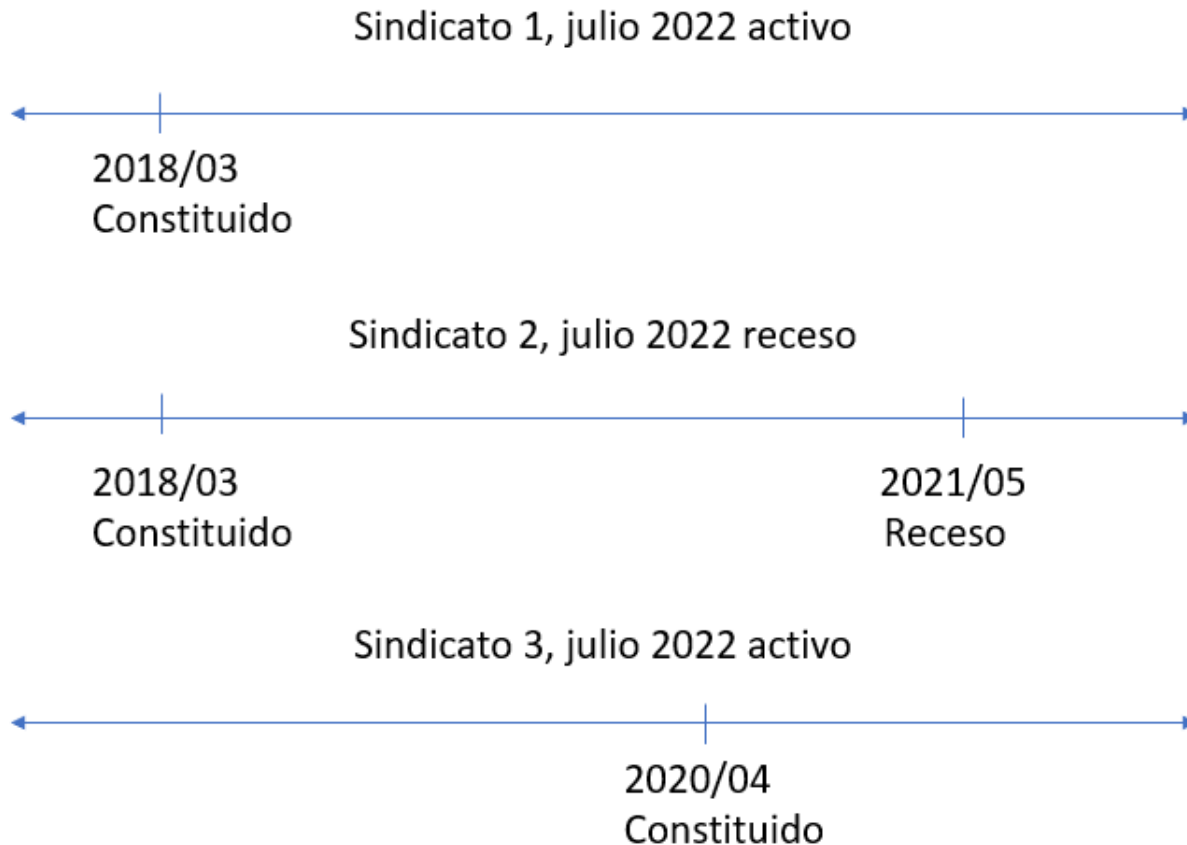 Sindicato 1, julio 2022 activo
2018/03
Constituido
Sindicato 2, julio 2022 receso
2018/03
Constituido
2021/05
Receso
Sindicato 3, julio 2022 activo
2020/04
Constituido